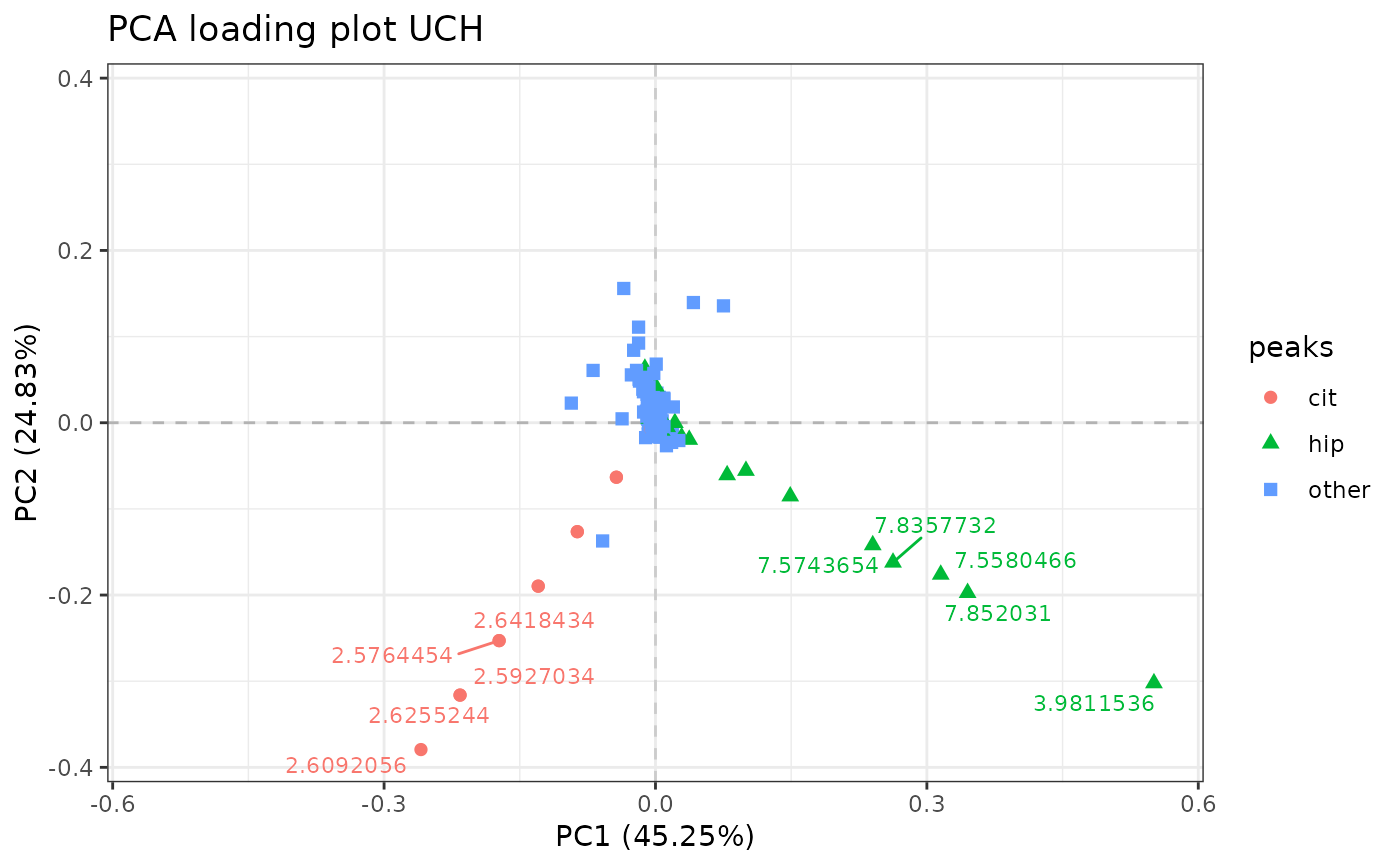 PCA loading plot UCH
0.4
0.2
0.0
-0.2
-0.4
PC2 (24.83%)
7.8357732
7.5743654
7.5580466
7.852031
3.9811536
2.6418434
2.5764454
2.5927034
2.6255244
2.6092056
-0.6
-0.3
0.0
0.3
0.6
PC1 (45.25%)
peaks
cit
hip
other